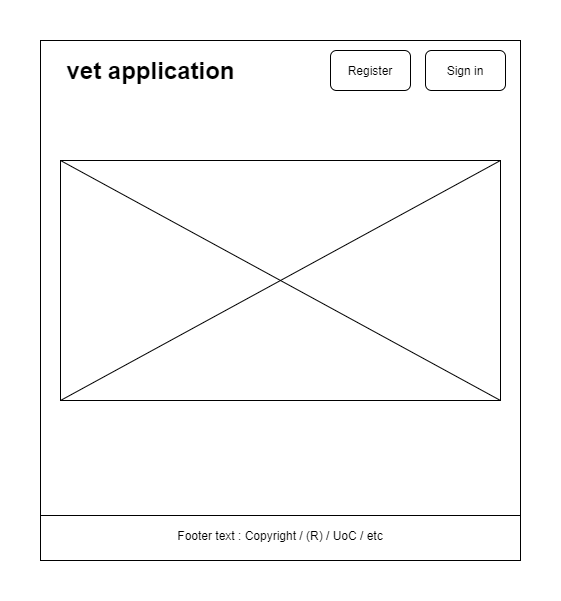 vet application
Register
Sign in
Footer text : Copyright / (R) / UoC / etc